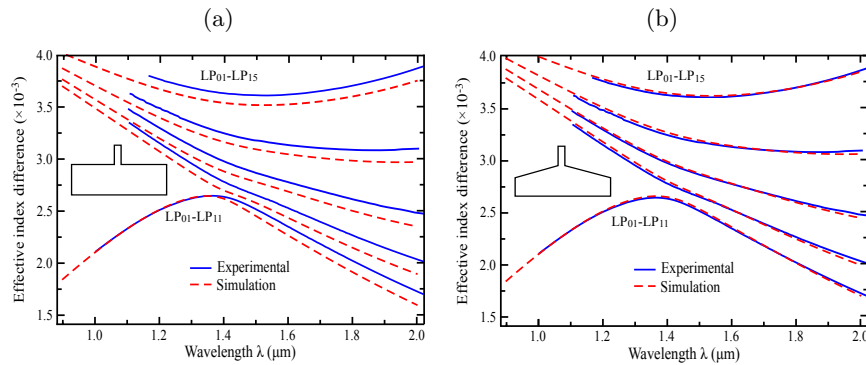 (a)
Effective index difference (×10⁻³)
4.0
3.5
3.0
2.5
2.0
1.5
LP₀₁-LP₁₅
LP₀₁-LP₁₁
Experimental
Simulation
1.0 1.2 1.4 1.6 1.8 2.0
Wavelength λ (μm)
(b)
Effective index difference (×10⁻³)
4.0
3.5
3.0
2.5
2.0
1.5
LP₀₁-LP₁₅
LP₀₁-LP₁₁
Experimental
Simulation
1.0 1.2 1.4 1.6 1.8 2.0
Wavelength λ (μm)